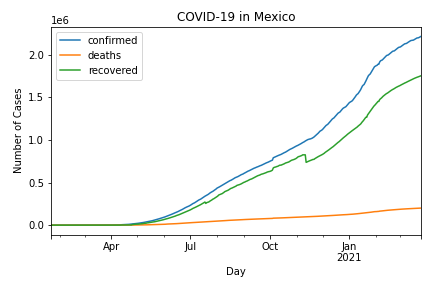 COVID-19 in Mexico
1e6
confirmed
deaths
recovered
2.0
1.5
1.0
0.5
0.0
Number of Cases
Apr Jul Oct Jan
2021
Day